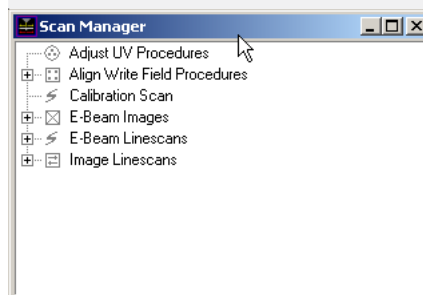 Scan Manager
Adjust UV Procedures
Align Write Field Procedures
Calibration Scan
E-Beam Images
E-Beam Linescans
Image Linescans